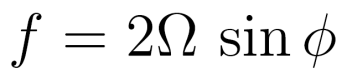 f = 2Ω sin ϕ